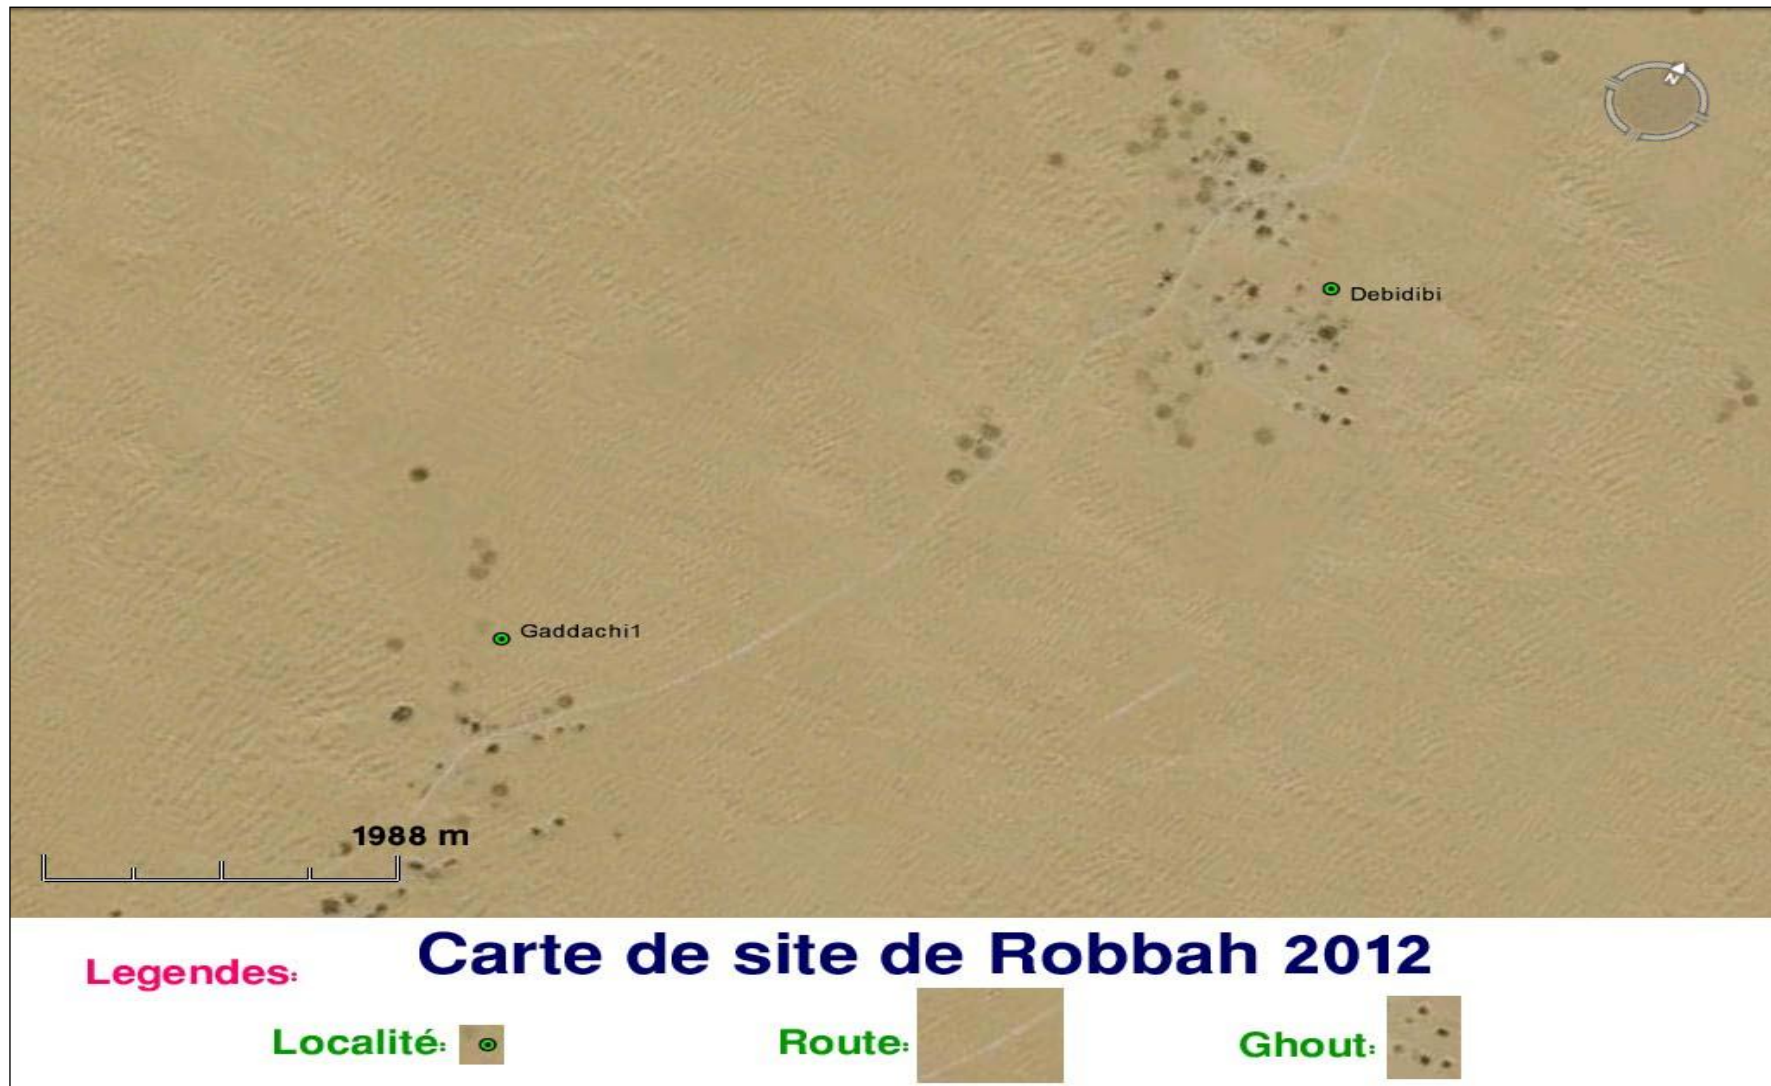 N
Debidibi
Gaddachi1
1988 m
Carte de site de Robbah 2012
Legendes:
Localité:
Route:
Ghout: